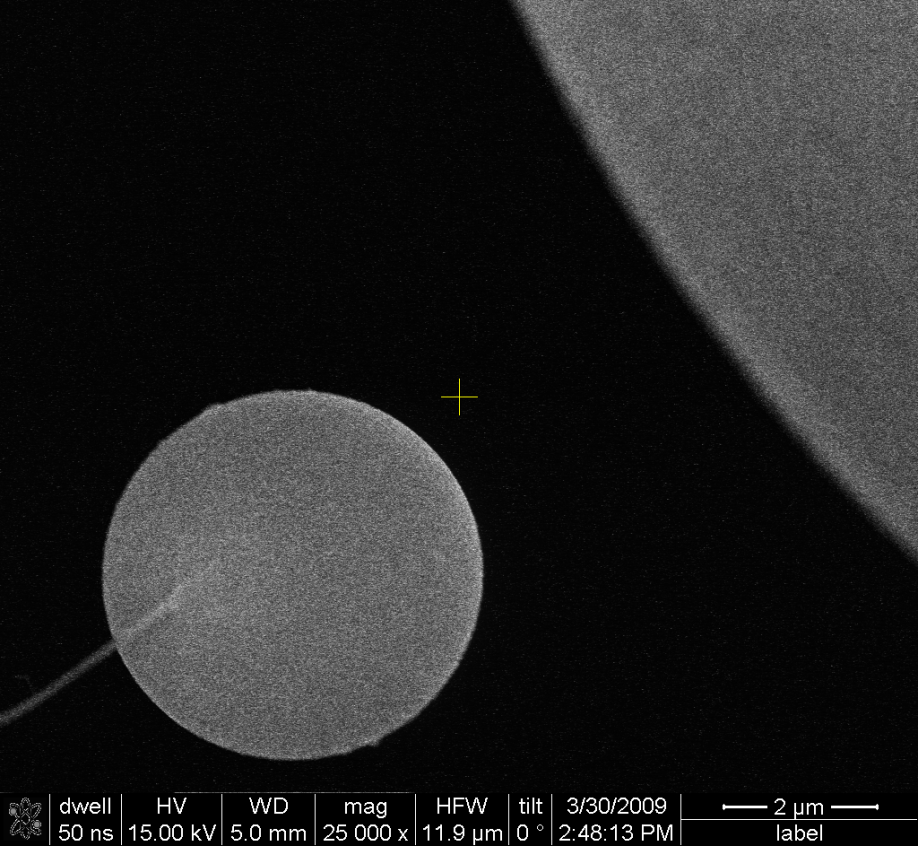 dwell HV WD mag HFW tilt 3/30/2009 2 µm
50 ns 15.00 kV 5.0 mm 25 000 x 11.9 µm 0 ° 2:48:13 PM label